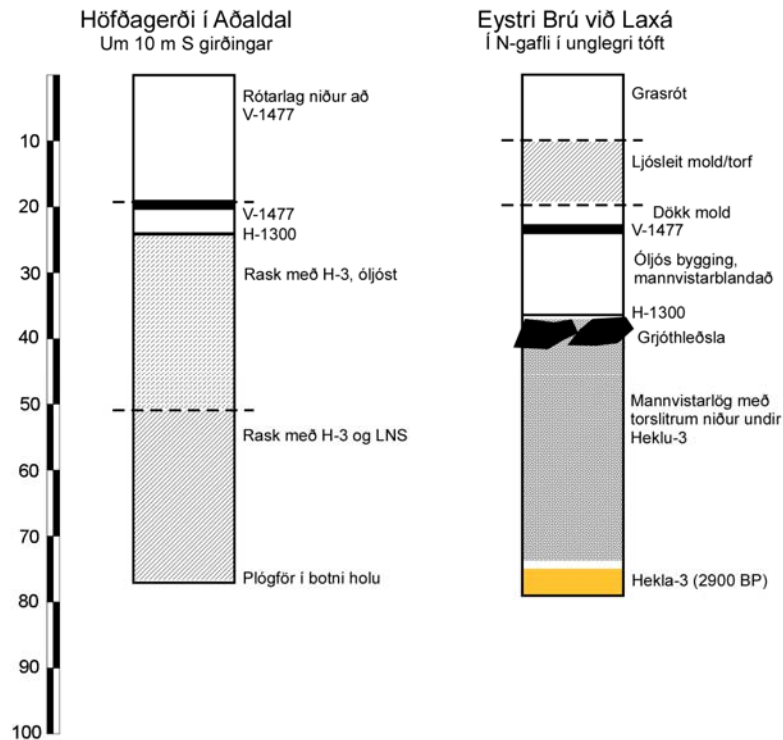 Höfðagerði í Aðaldal
Um 10 m S girðingar
Eystri Brú við Laxá
Í N-gafli í unglegri tóft
10
20
30
40
50
60
70
80
90
100
Rótarlag niður að
V-1477
V-1477
H-1300
Rask með H-3, óljóst
Rask með H-3 og LNS
Plógför í botni holu
Grasrót
Ljósleit mold/torf
Dökk mold
V-1477
Óljós bygging,
mannvistarblandað
H-1300
Grjóthleðsla
Mannvistarlög með
torslitrum niður undir
Heklu-3
Hekla-3 (2900 BP)